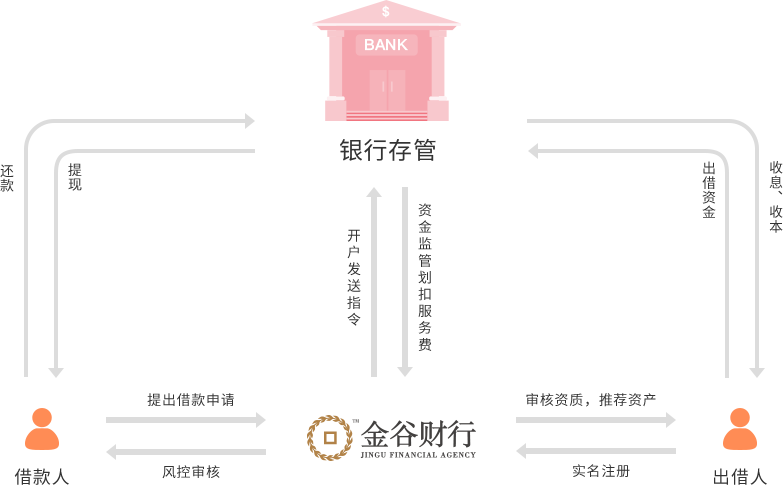 $
BANK
银行存管
还款
提现
出借资金
收息、收本
开户发送指令
资金监管划扣服务费
提出借款申请
审核资质，推荐资产
金谷财行
TM
JINGU FINANCIAL AGENCY
风控审核
实名注册
借款人
出借人